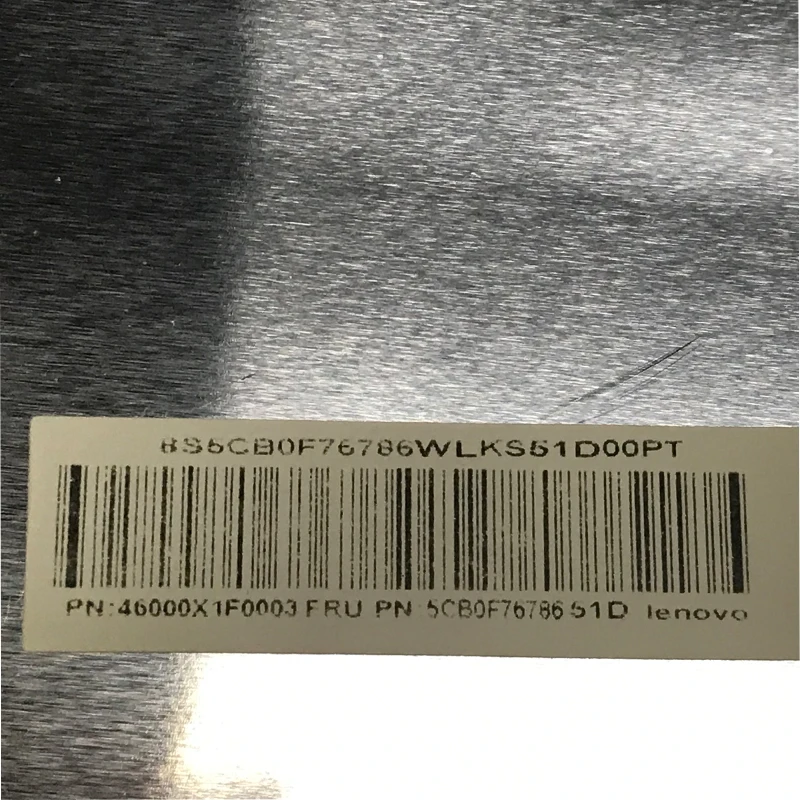 8S5CB0F76786WLKS51D00PT
PN:46000X1F0003 FRU PN:5CB0F76786 51D lenovo